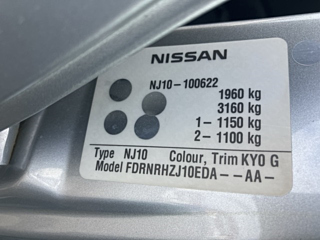 NISSAN
NJ10-100622
1960 kg
3160 kg
1- 1150 kg
2- 1100 kg
Type NJ10 Colour, Trim KY0 G
Model FDRNRHZJ10EDA---AA-